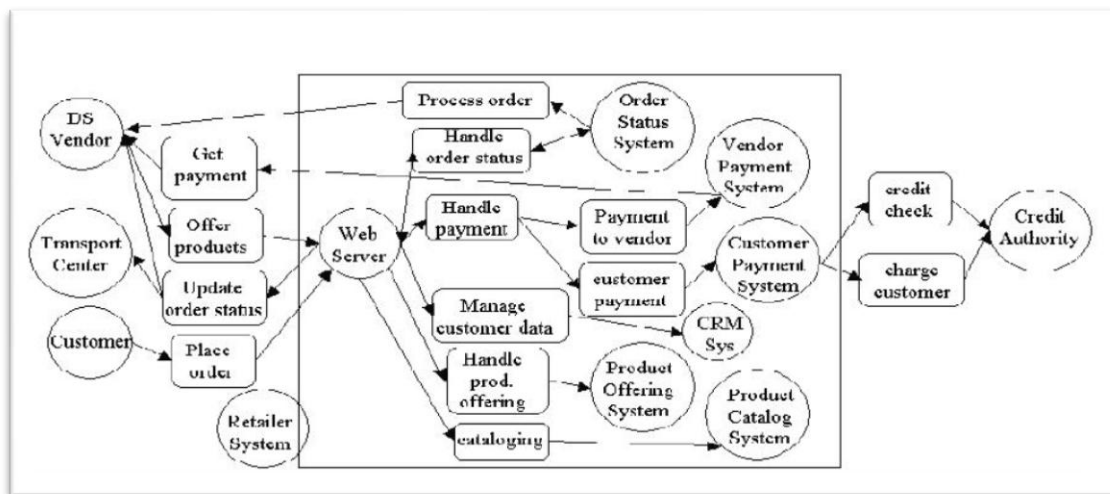 DS
Vendor
Get
payment
Offer
products
Transport
Center
Update
order status
Customer
Place
order
Retailer
System
Process order
Handle
order status
Order
Status
System
Web
Server
Handle
payment
Payment
to vendor
Vendor
Payment
System
customer
payment
Customer
Payment
System
Manage
customer data
CRM
Sys
Handle
prod.
offering
Product
Offering
System
cataloging
Product
Catalog
System
credit
check
charge
customer
Credit
Authority